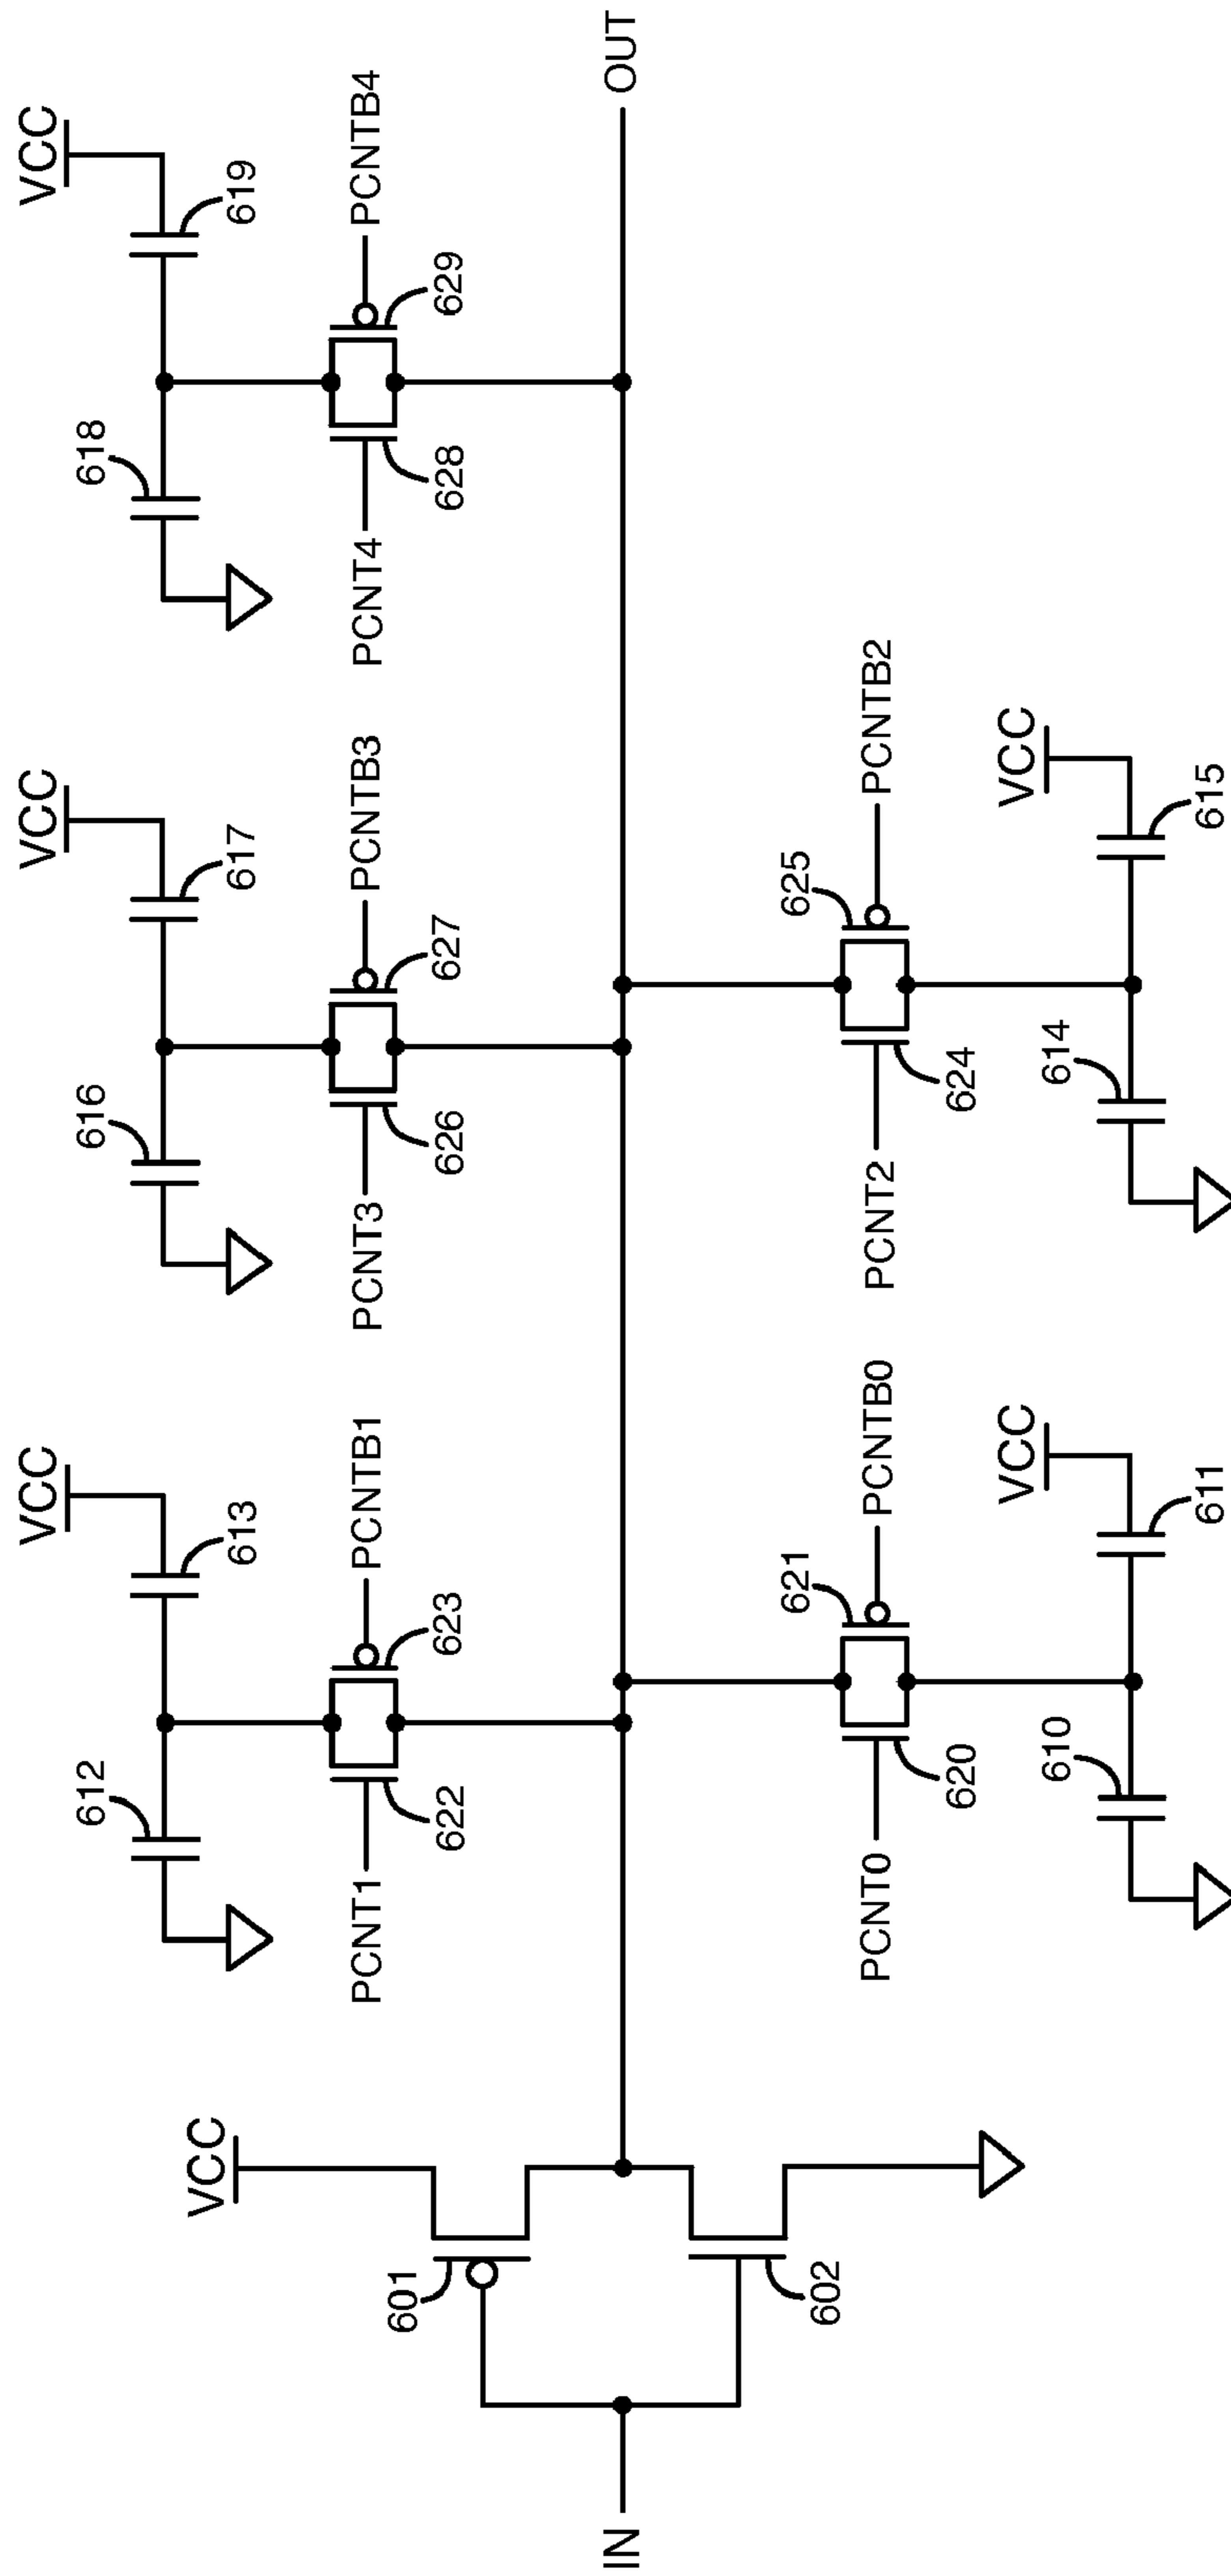 VCC
VCC
VCC
612
613
616
617
618
619
VCC
PCNT1
PCNTB1
PCNT3
PCNTB3
PCNT4
PCNTB4
622
623
626
627
628
629
601
IN
OUT
602
621
625
PCNT0
PCNTB0
PCNT2
PCNTB2
620
624
VCC
VCC
610
611
614
615